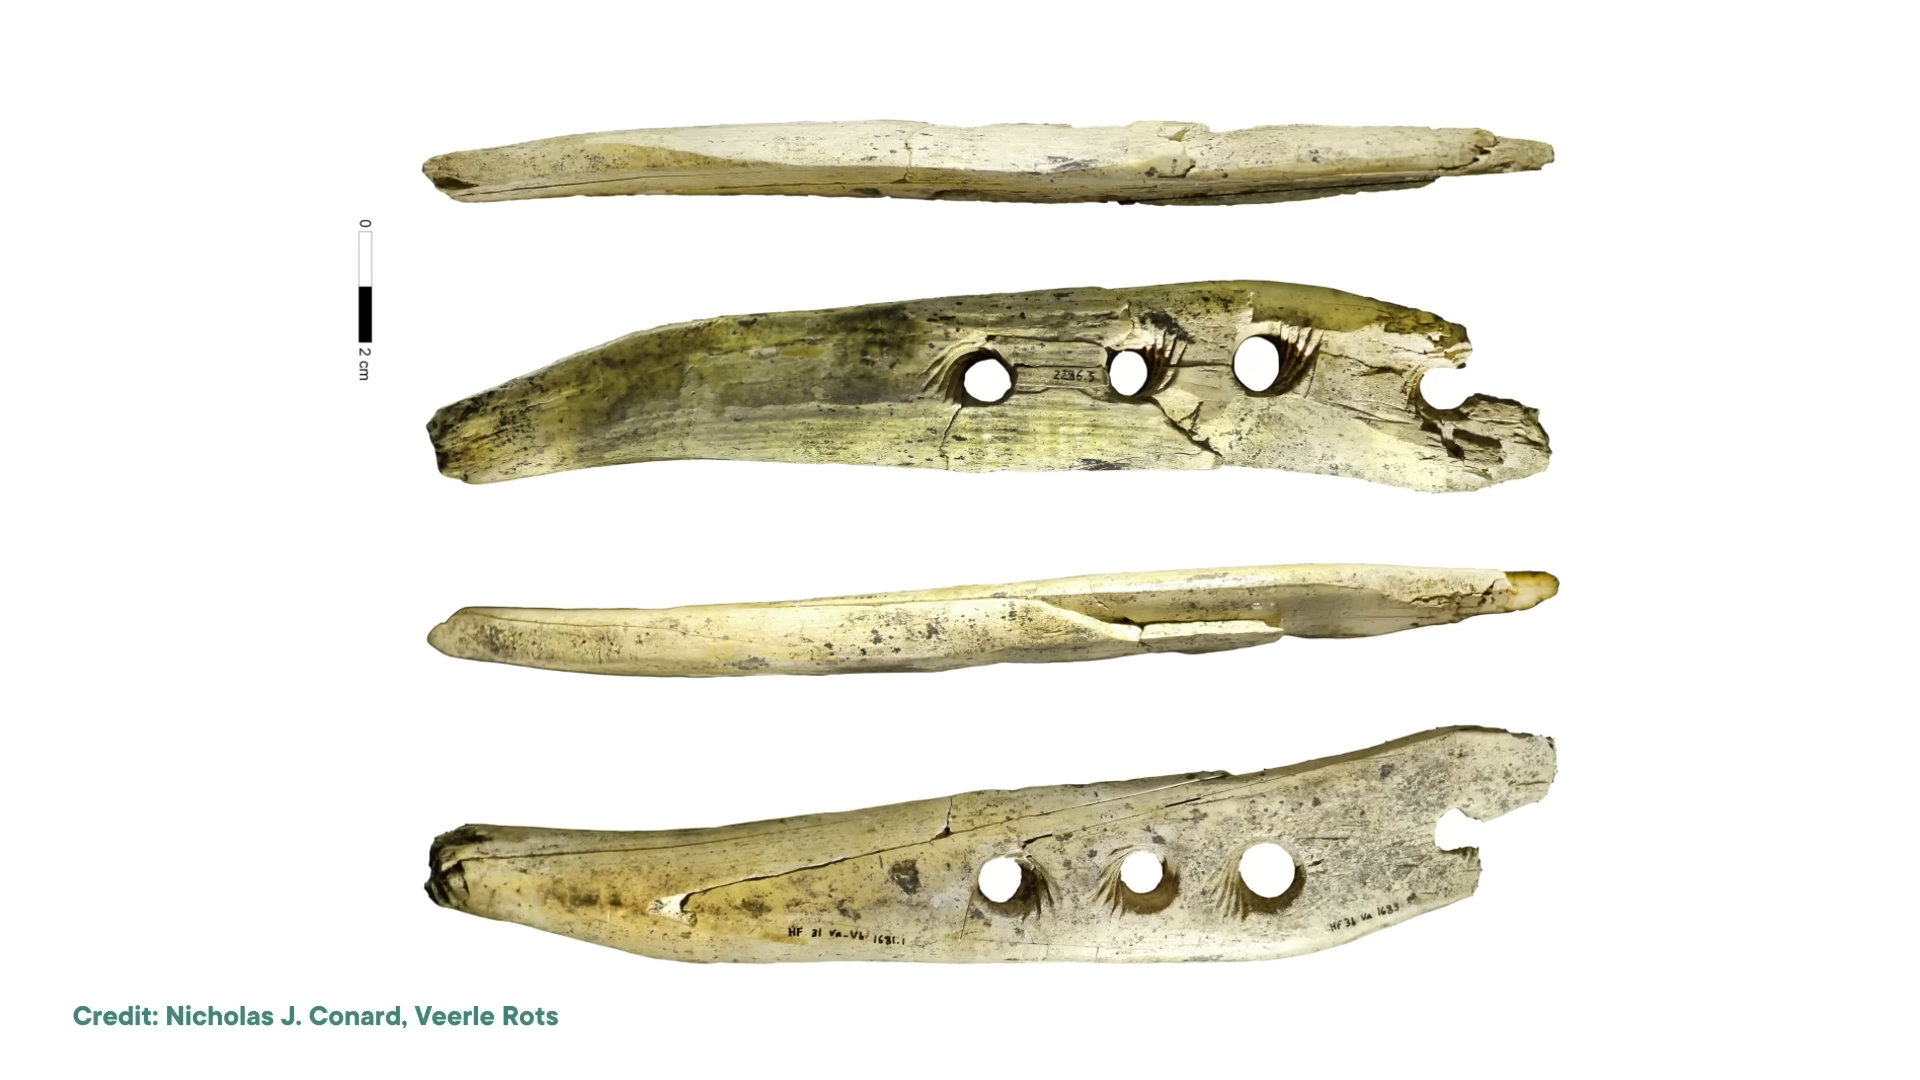 0
2 cm
2286.3
HF 31 Va-Vb 1681.1
HF 31 Va 1683
Credit: Nicholas J. Conard, Veerle Rots